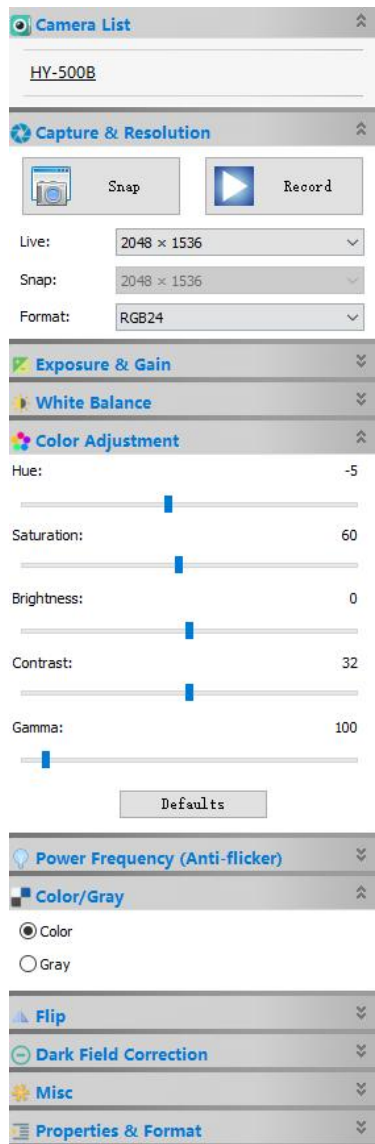 Camera List
HY-500B
Capture & Resolution
Snap Record
Live: 2048 × 1536
Snap: 2048 × 1536
Format: RGB24
Exposure & Gain
White Balance
Color Adjustment
Hue: -5
Saturation: 60
Brightness: 0
Contrast: 32
Gamma: 100
Defaults
Power Frequency (Anti-flicker)
Color/Gray
Color
Gray
Flip
Dark Field Correction
Misc
Properties & Format